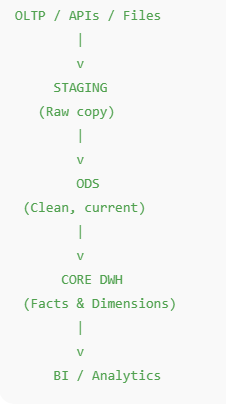 OLTP / APIs / Files
|
v
STAGING
(Raw copy)
|
v
ODS
(Clean, current)
|
v
CORE DWH
(Facts & Dimensions)
|
v
BI / Analytics